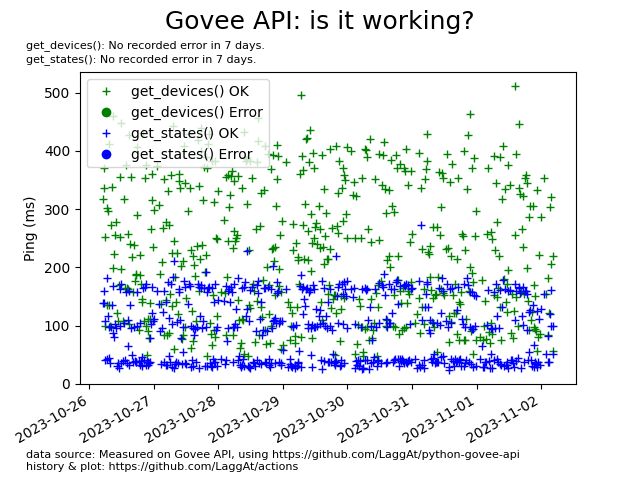 Govee API: is it working?
get_devices(): No recorded error in 7 days.
get_states(): No recorded error in 7 days.
get_devices() OK
get_devices() Error
get_states() OK
get_states() Error
Ping (ms)
500
400
300
200
100
0
2023-10-26
2023-10-27
2023-10-28
2023-10-29
2023-10-30
2023-10-31
2023-11-01
2023-11-02
data source: Measured on Govee API, using https://github.com/LaggAt/python-govee-api
history & plot: https://github.com/LaggAt/actions